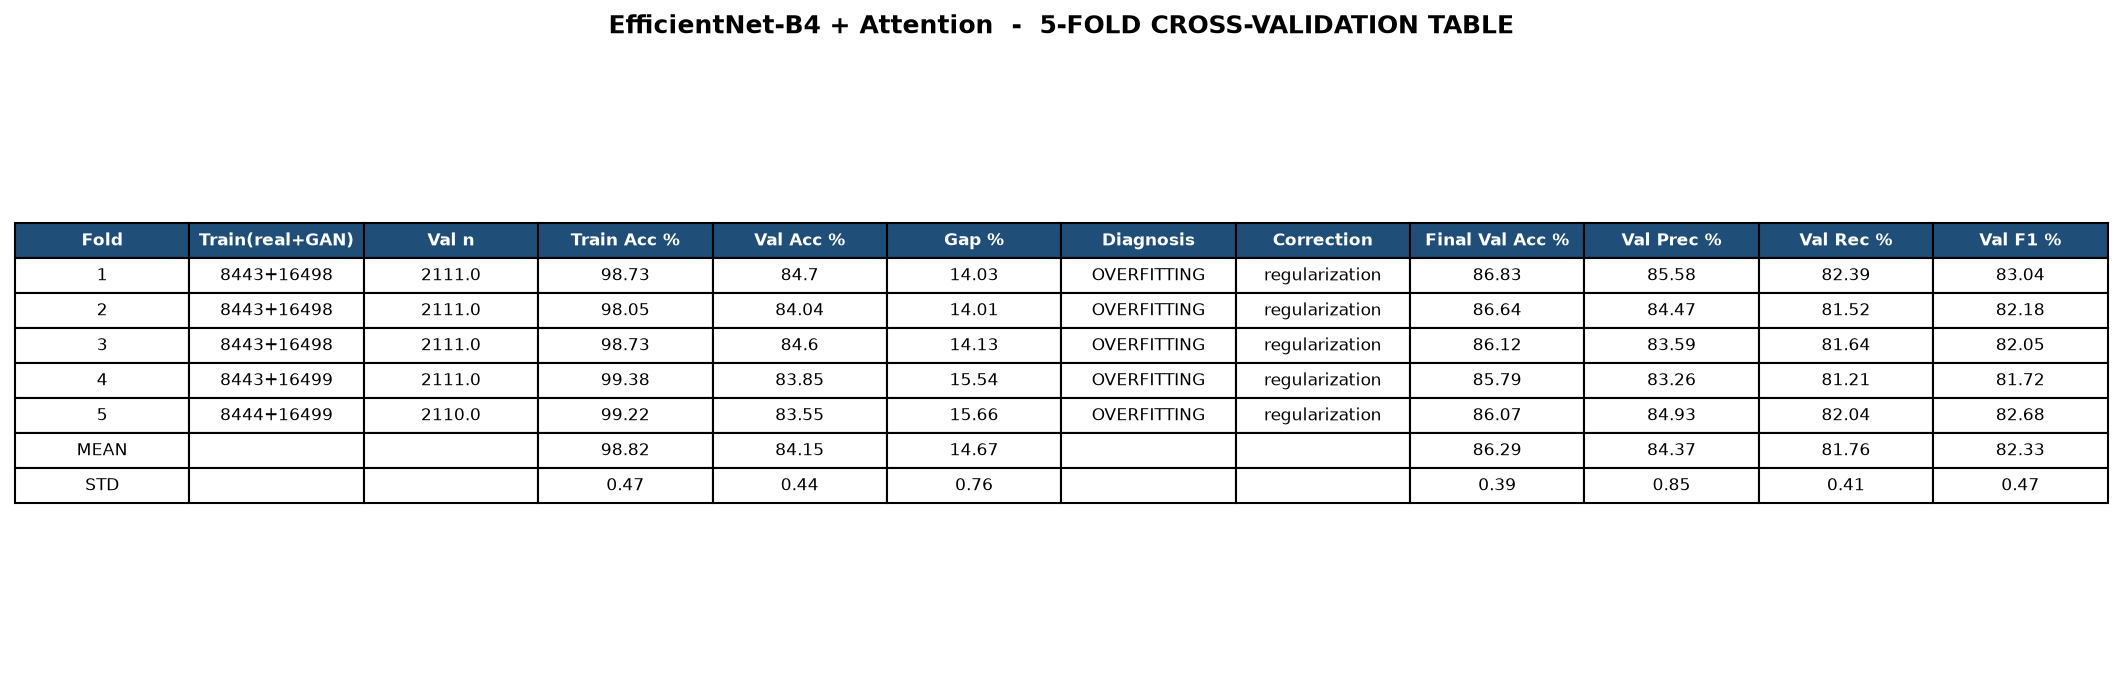 EfficientNet-B4 + Attention - 5-FOLD CROSS-VALIDATION TABLE
Fold Train(real+GAN) Val n Train Acc % Val Acc % Gap % Diagnosis Correction Final Val Acc % Val Prec % Val Rec % Val F1 %
1 8443+16498 2111.0 98.73 84.7 14.03 OVERFITTING regularization 86.83 85.58 82.39 83.04
2 8443+16498 2111.0 98.05 84.04 14.01 OVERFITTING regularization 86.64 84.47 81.52 82.18
3 8443+16498 2111.0 98.73 84.6 14.13 OVERFITTING regularization 86.12 83.59 81.64 82.05
4 8443+16499 2111.0 99.38 83.85 15.54 OVERFITTING regularization 85.79 83.26 81.21 81.72
5 8444+16499 2110.0 99.22 83.55 15.66 OVERFITTING regularization 86.07 84.93 82.04 82.68
MEAN 98.82 84.15 14.67 86.29 84.37 81.76 82.33
STD 0.47 0.44 0.76 0.39 0.85 0.41 0.47